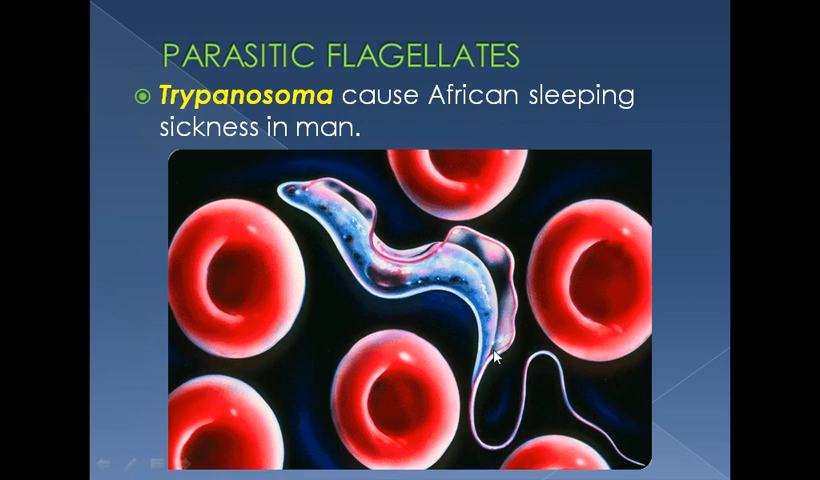 PARASITIC FLAGELLATES
Trypanosoma cause African sleeping
sickness in man.